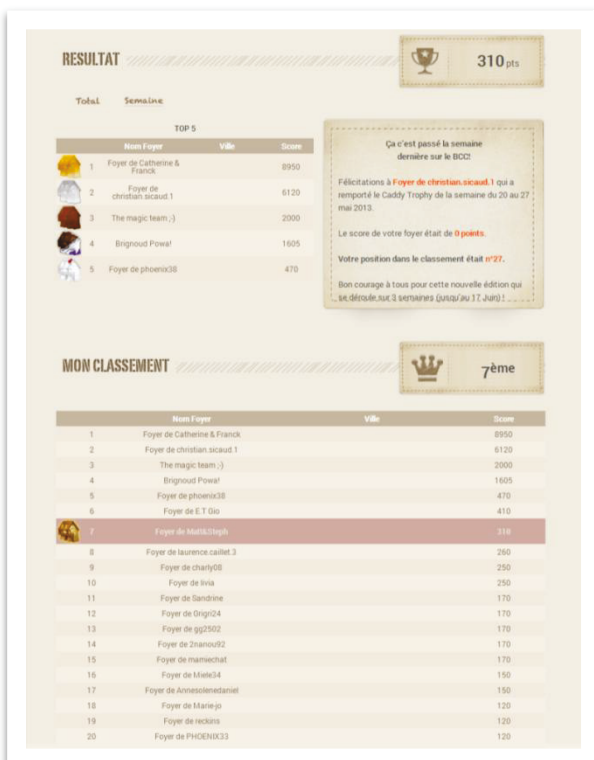 RESULTAT
310 pts
Total Semaine
TOP 5
Nom Foyer Ville Score
1 Foyer de Catherine & Franck 8950
2 Foyer de christian.sicaud.1 6120
3 The magic team ;-) 2000
4 Brignoud Powa! 1605
5 Foyer de phoenix38 470
Ça c'est passé la semaine
dernière sur le BCC!
Félicitations à Foyer de christian.sicaud.1 qui a
remporté le Caddy Trophy de la semaine du 20 au 27
mai 2013.
Le score de votre foyer était de 0 points.
Votre position dans le classement était n°27.
Bon courage à tous pour cette nouvelle édition qui
se déroule sur 3 semaines (jusqu'au 17 Juin) !
MON CLASSEMENT
7ème
Nom Foyer Ville Score
1 Foyer de Catherine & Franck 8950
2 Foyer de christian.sicaud.1 6120
3 The magic team ;-) 2000
4 Brignoud Powa! 1605
5 Foyer de phoenix38 470
6 Foyer de E.T Gio 410
7 Foyer de Matt&Steph 310
8 Foyer de laurence.caillet.3 260
9 Foyer de charly08 250
10 Foyer de livia 250
11 Foyer de Sandrine 170
12 Foyer de Grigri24 170
13 Foyer de gg2502 170
14 Foyer de 2nanou92 170
15 Foyer de mamiechat 170
16 Foyer de Miele34 150
17 Foyer de Annesolenedaniel 150
18 Foyer de Marie-jo 120
19 Foyer de reckins 120
20 Foyer de PHOENIX33 120